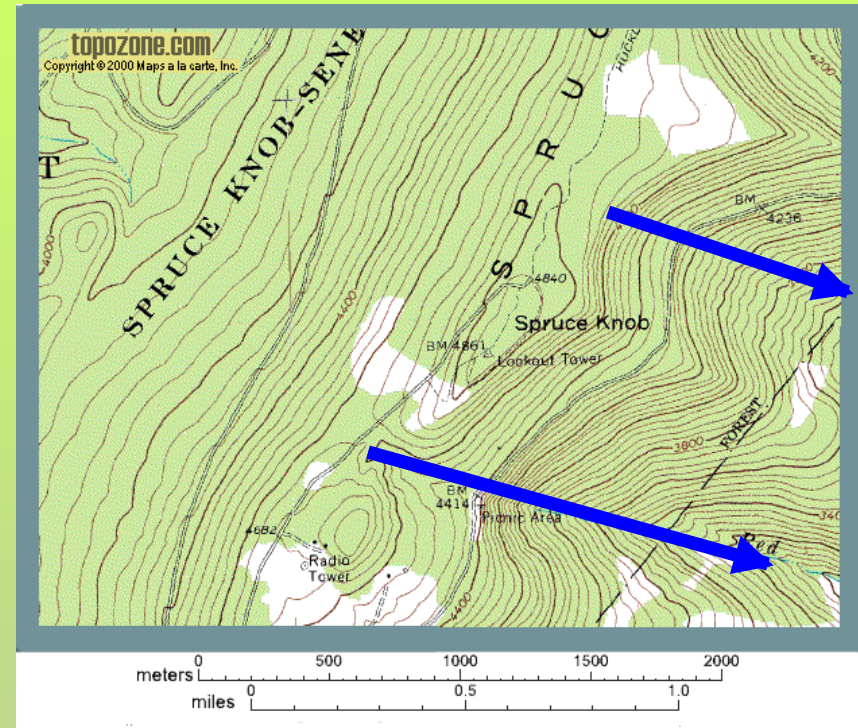 topozone.com
Copyright © 2000 Maps a la carte, Inc.
SPRUCE KNOB-SENE
S P R U C
HUCKL
4200
T
BM
4236
4000
4840
4400
Spruce Knob
BM 4861
Lookout Tower
FOREST
3800
BM
4414
Picnic Area
4682
Radio
Tower
4400
340
meters 0 500 1000 1500 2000
miles 0 0.5 1.0